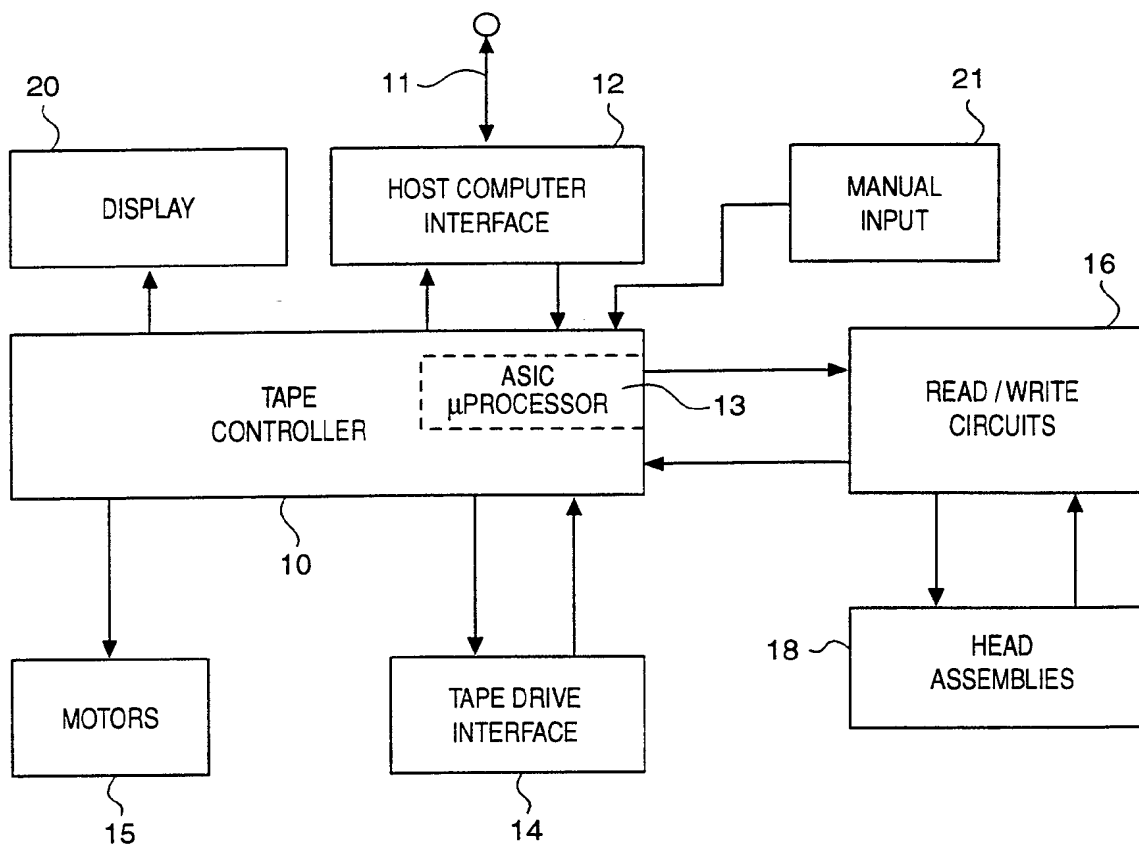 11
20
12
21
DISPLAY
HOST COMPUTER
INTERFACE
MANUAL
INPUT
16
TAPE
CONTROLLER
ASIC
μPROCESSOR
13
READ / WRITE
CIRCUITS
10
18
HEAD
ASSEMBLIES
MOTORS
TAPE DRIVE
INTERFACE
15
14